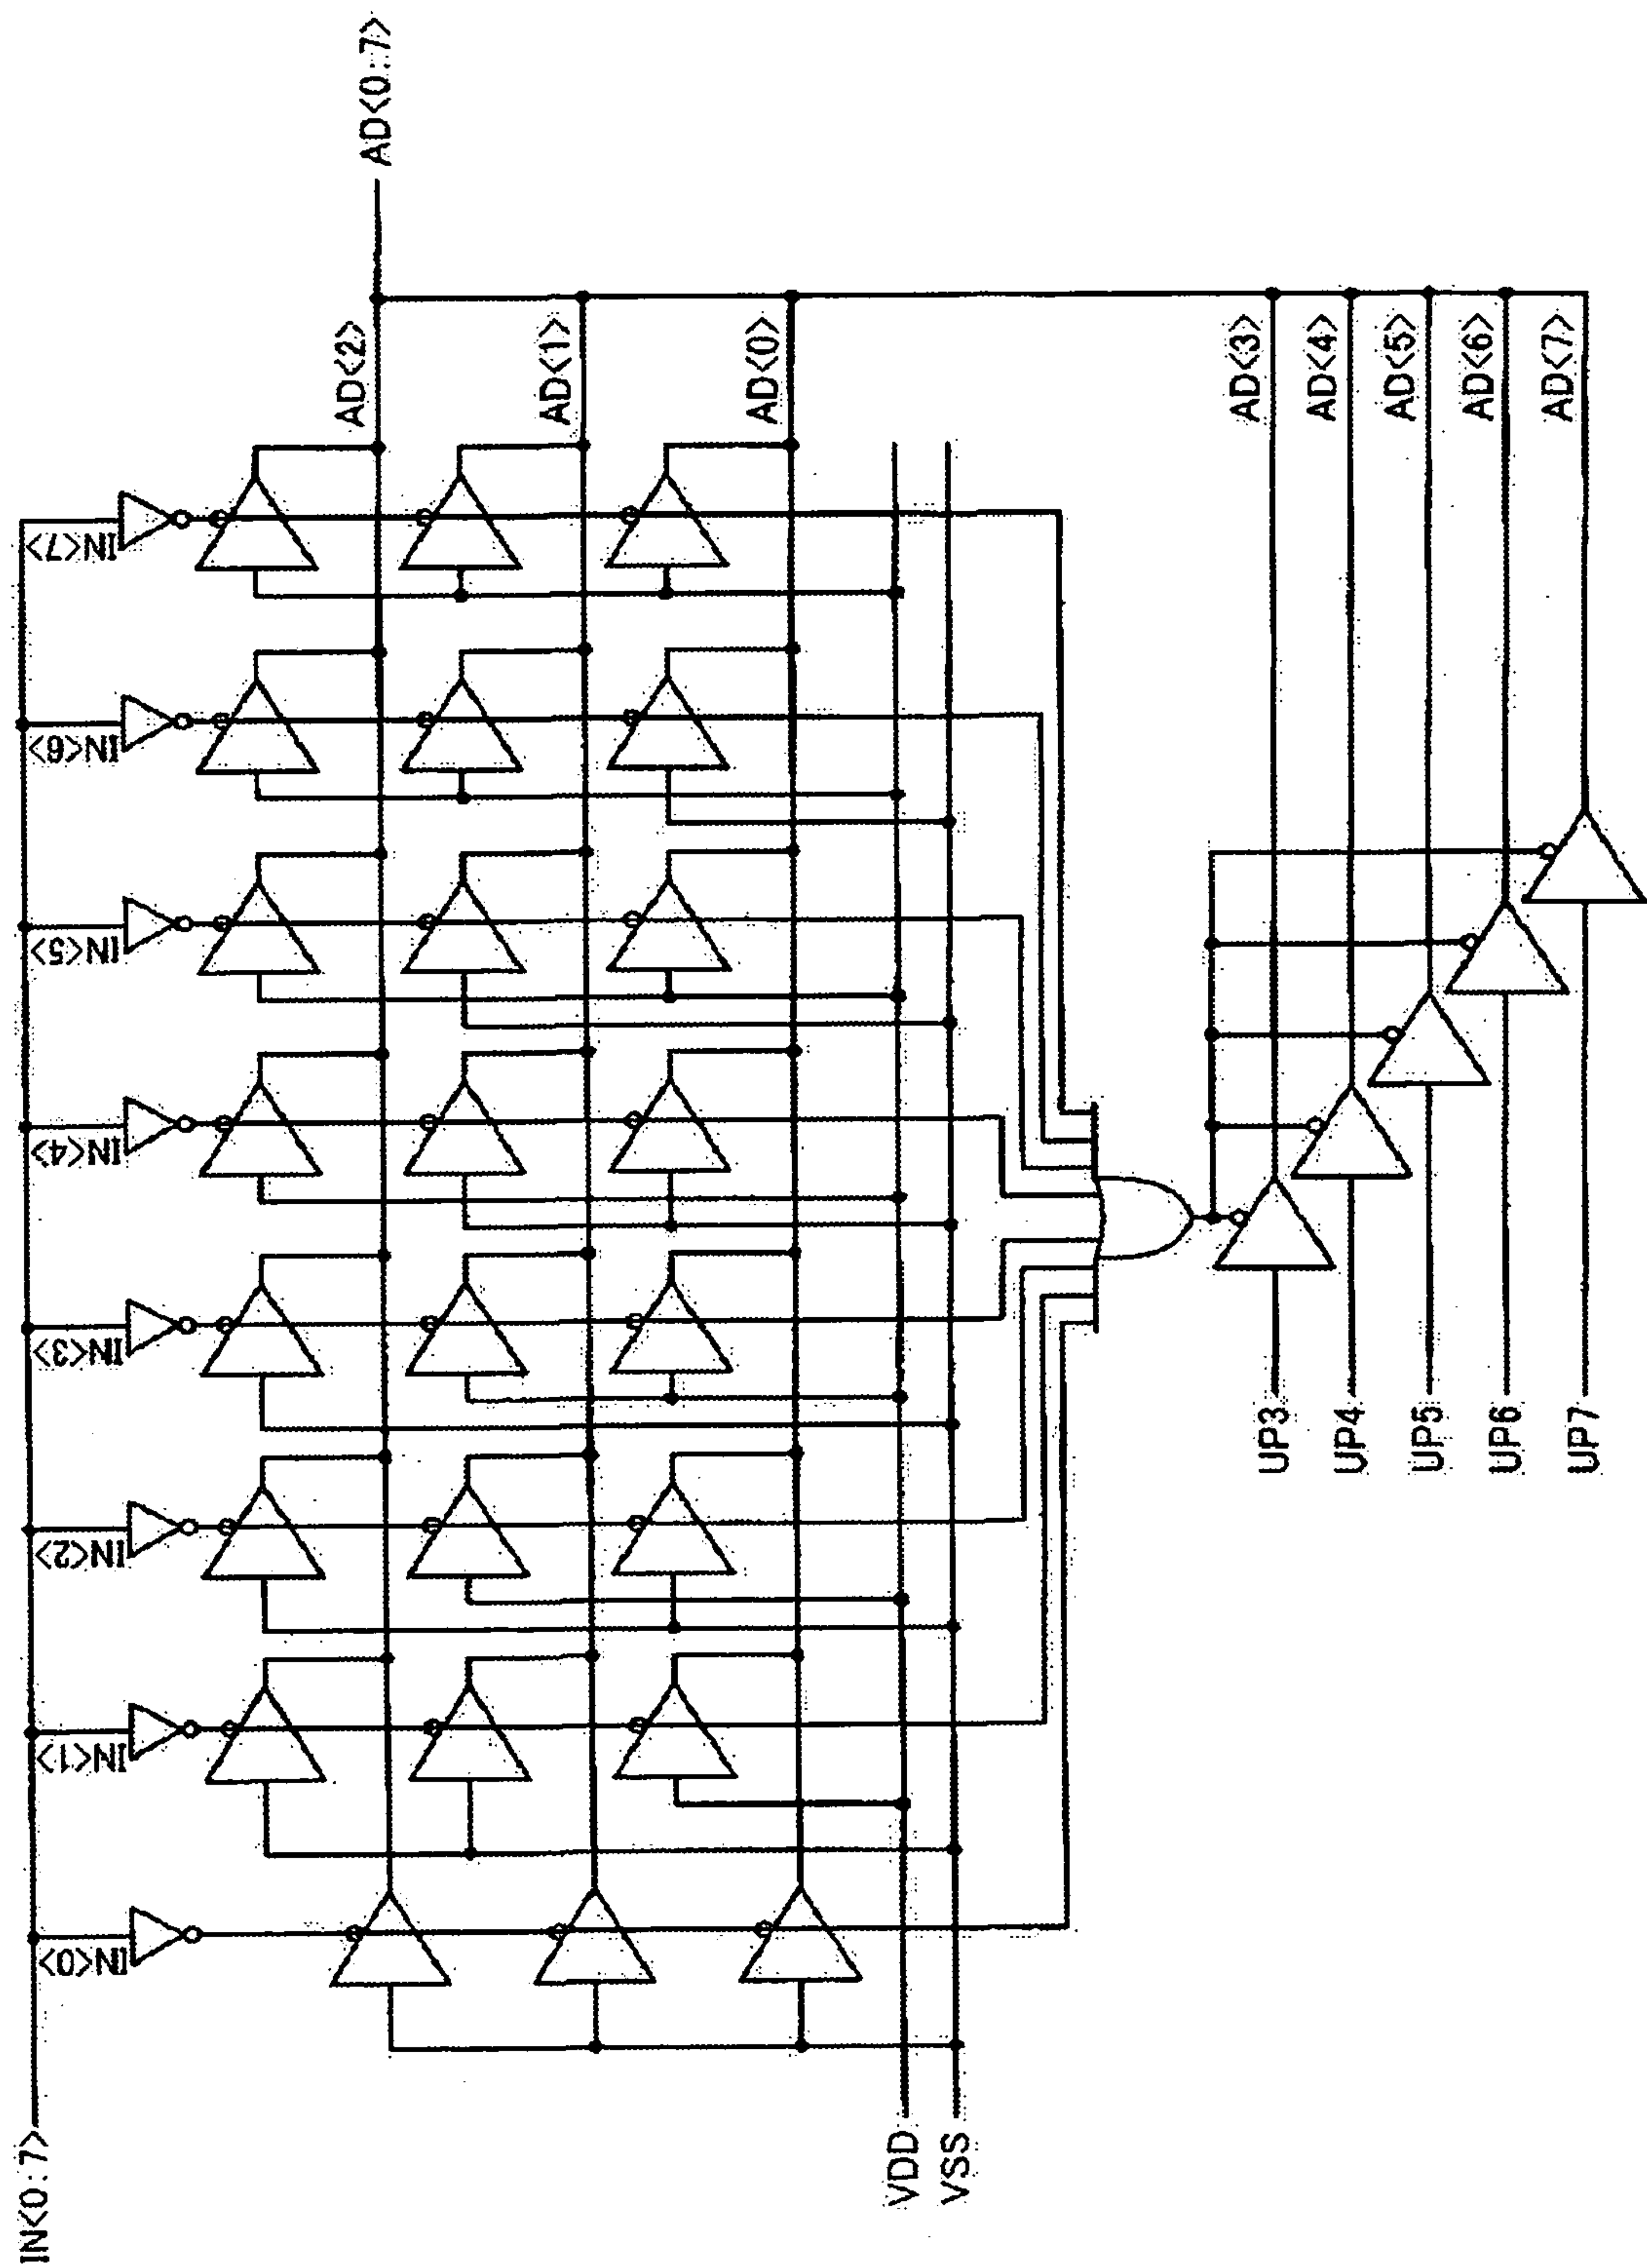 IN<0:7>
IN<0>
IN<1>
IN<2>
IN<3>
IN<4>
IN<5>
IN<6>
IN<7>
AD<2>
AD<0:7>
AD<1>
AD<0>
VDD
VSS
AD<3>
UP3
AD<4>
UP4
AD<5>
UP5
AD<6>
UP6
AD<7>
UP7